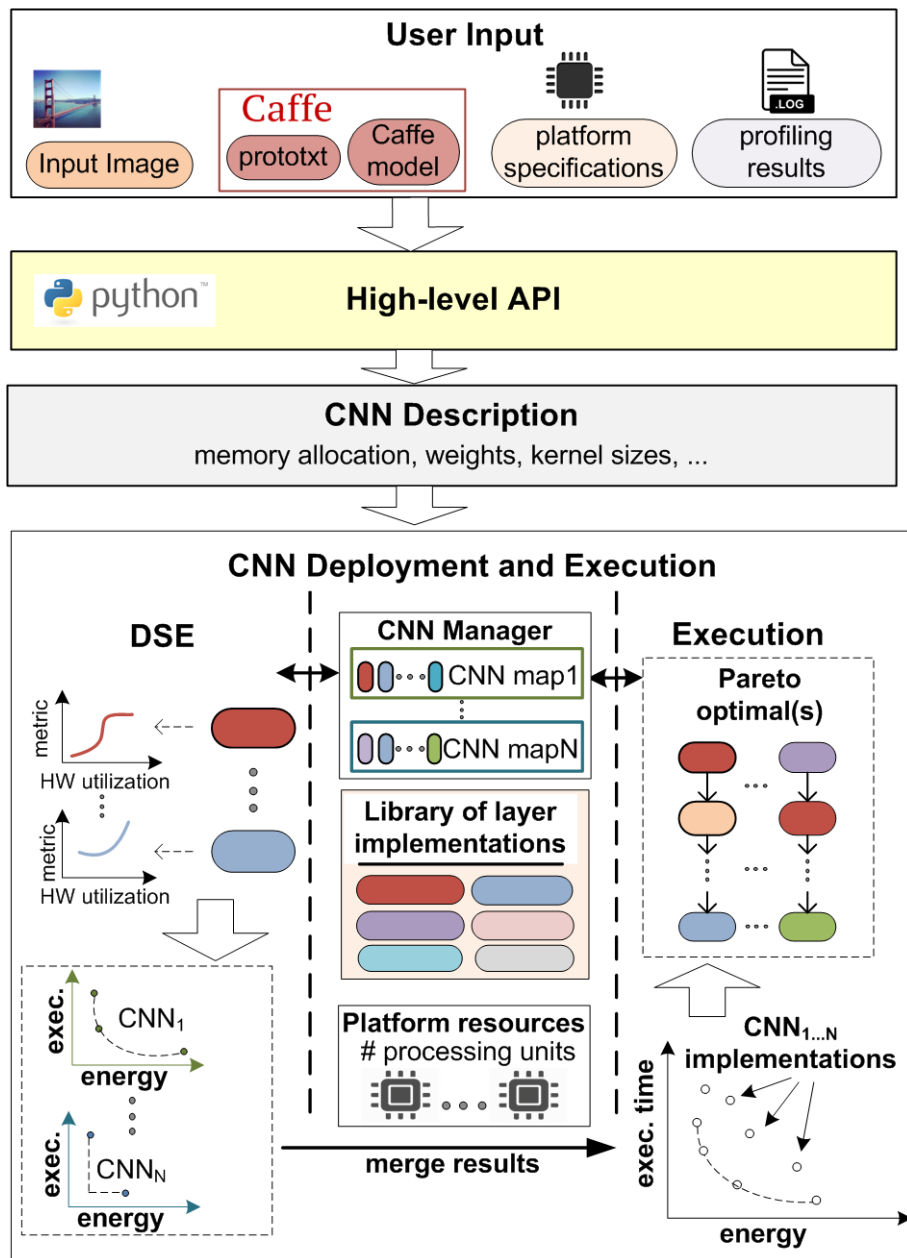 User Input
Caffe
.LOG
Input Image
prototxt
Caffe
model
platform
specifications
profiling
results
python™
High-level API
CNN Description
memory allocation, weights, kernel sizes, ...
CNN Deployment and Execution
DSE
metric
HW utilization
metric
HW utilization
exec.
CNN1
energy
exec.
CNNN
energy
CNN Manager
CNN map1
CNN mapN
Library of layer
implementations
Platform resources
# processing units
merge results
Execution
Pareto
optimal(s)
CNN1...N
implementations
exec. time
energy